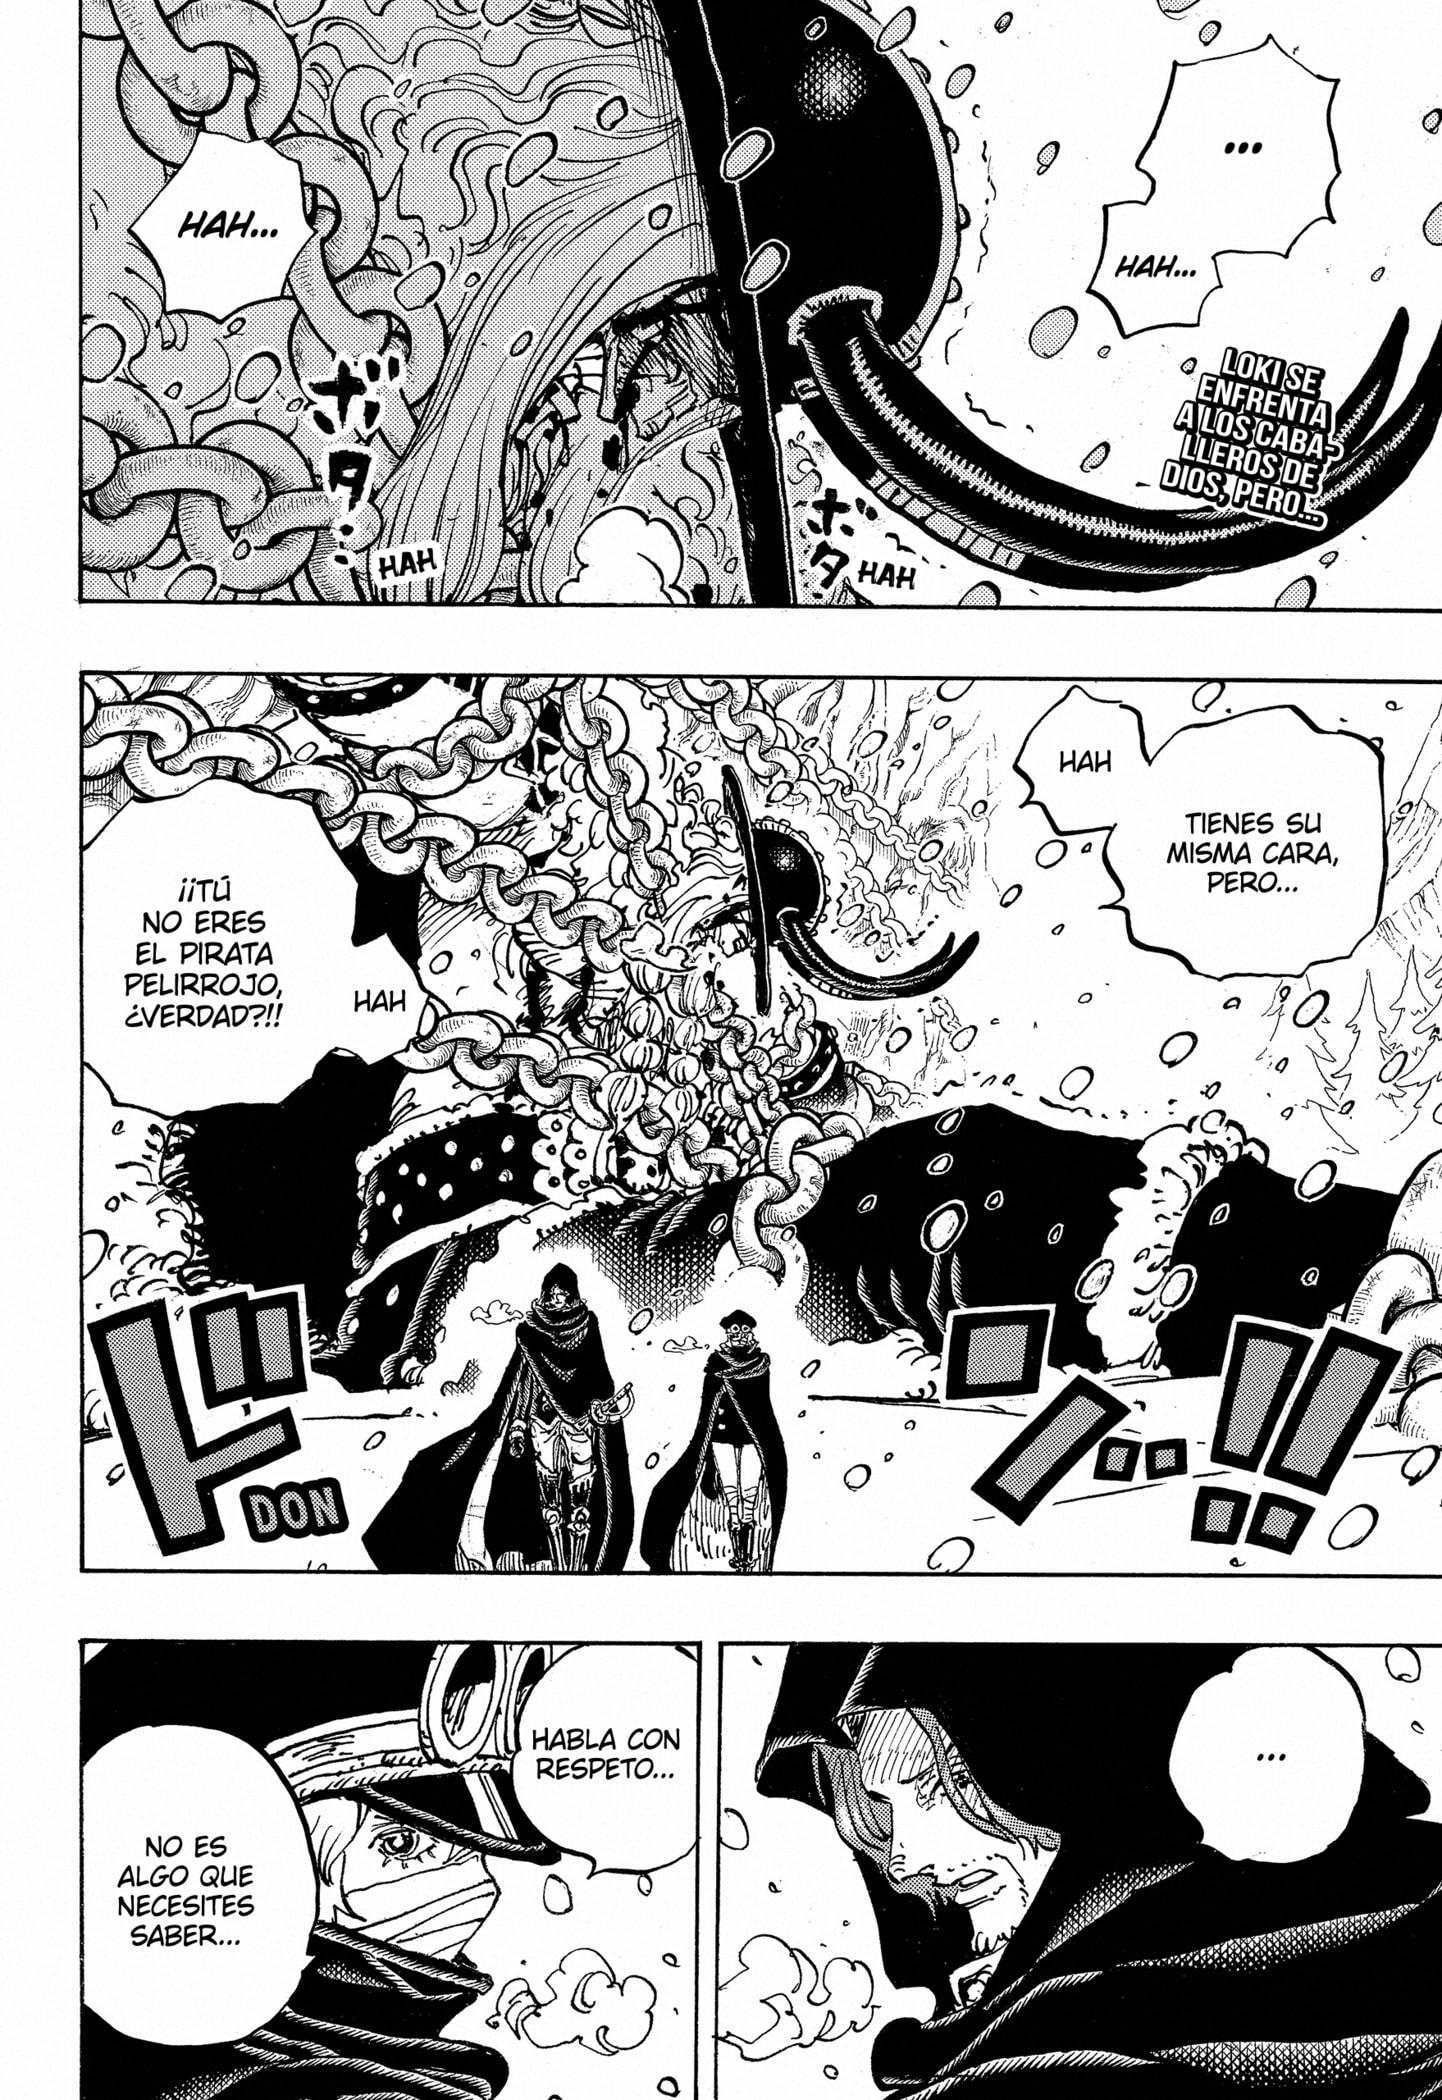 ...
HAH...
LOKI SE
ENFRENTA
A LOS CABA-
LLEROS DE
DIOS, PERO...
HAH...
ボタ
HAH
ボタ
HAH
HAH
TIENES SU
MISMA CARA,
PERO...
¡¡TÚ
NO ERES
EL PIRATA
PELIRROJO,
¿VERDAD?!!
HAH
ドン!!
DON
...
HABLA CON
RESPETO...
NO ES
ALGO QUE
NECESITES
SABER...